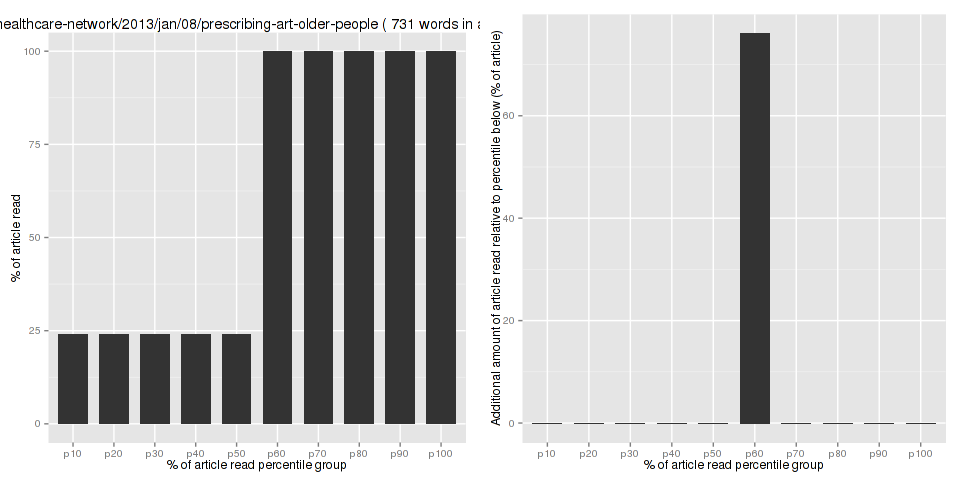 healthcare-network/2013/jan/08/prescribing-art-older-people ( 731 words in a
% of article read
100
75
50
25
0
p10 p20 p30 p40 p50 p60 p70 p80 p90 p100
% of article read percentile group
Additional amount of article read relative to percentile below (% of article)
60
40
20
0
p10 p20 p30 p40 p50 p60 p70 p80 p90 p100
% of article read percentile group